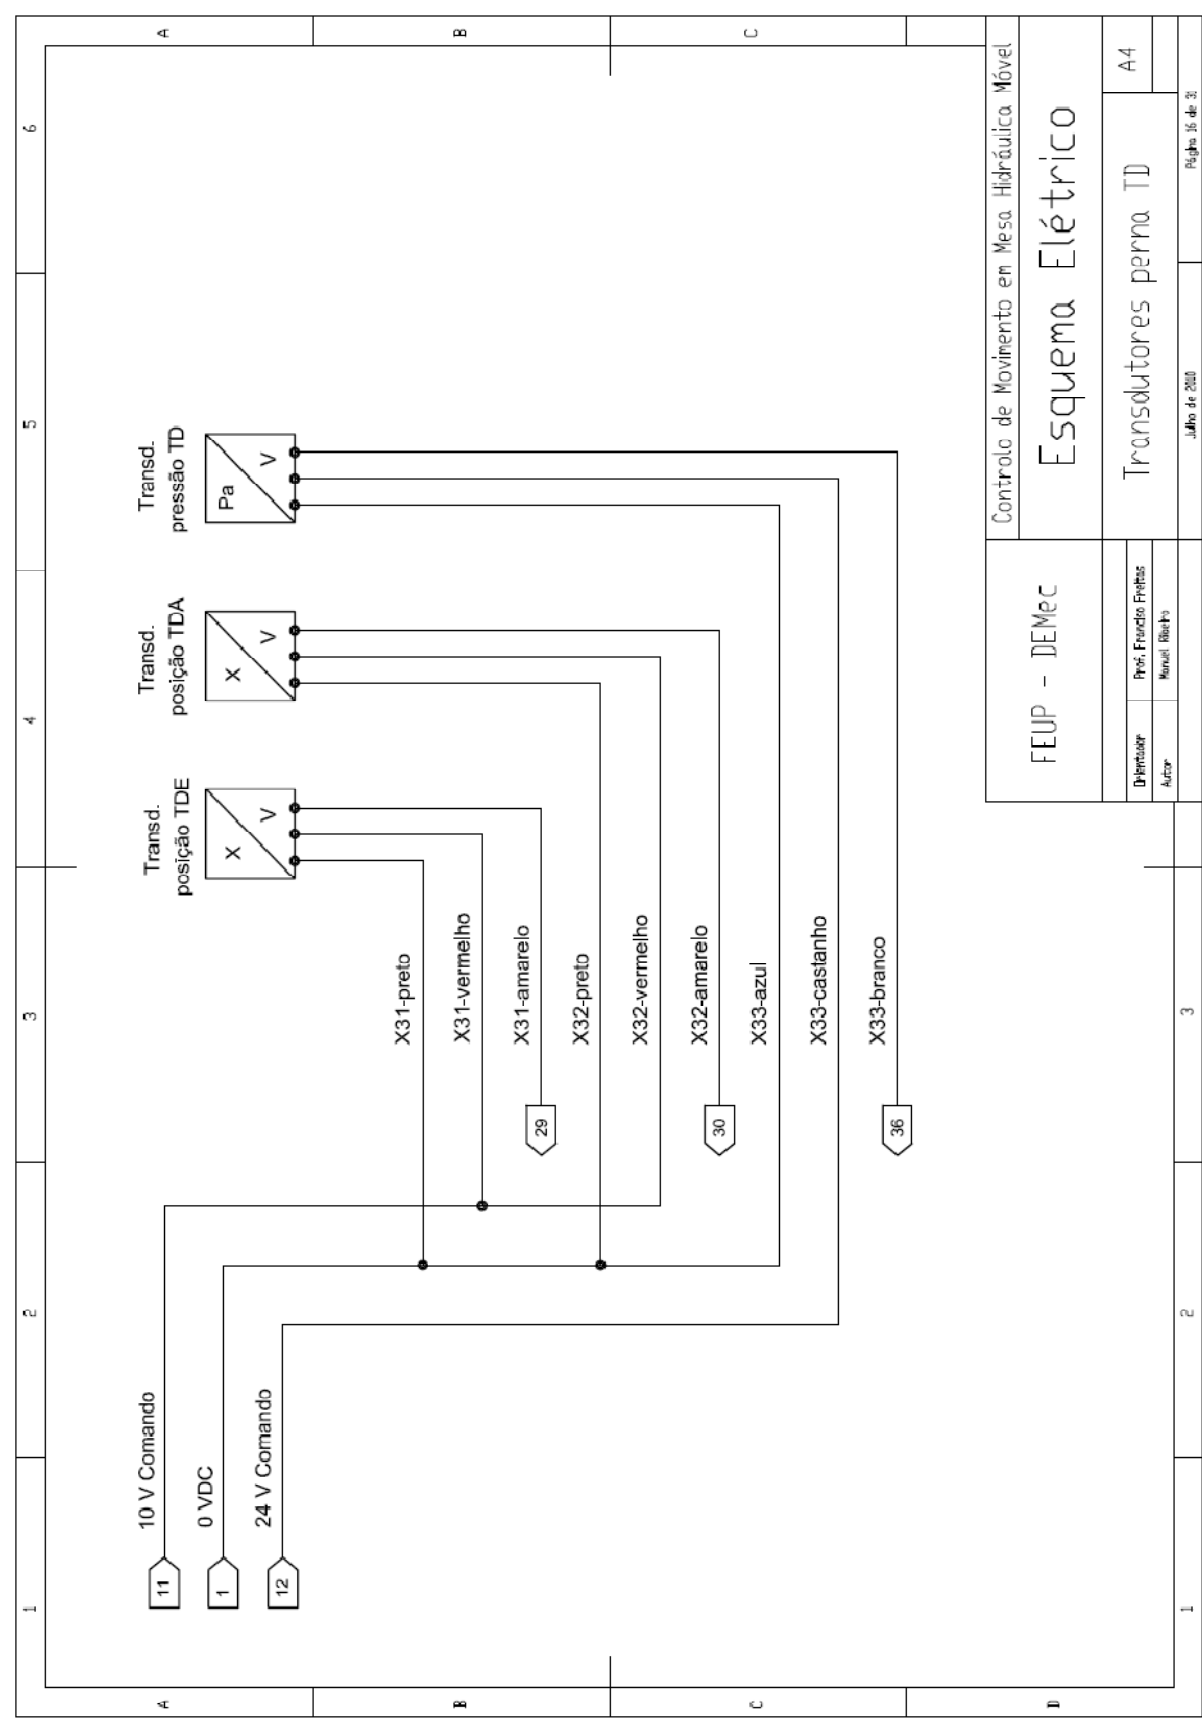 1
2
3
4
5
6
A
10 V Comando
11
0 VDC
1
24 V Comando
12
Transd.
posição TDE
X
V
Transd.
posição TDA
X
V
Transd.
pressão TD
Pa
V
A
B
X31-preto
X31-vermelho
X31-amarelo
29
X32-preto
X32-vermelho
B
C
X32-amarelo
30
X33-azul
X33-castanho
X33-branco
36
C
D
FEUP - DEMec
Controlo de Movimento em Mesa Hidráulica Móvel
Esquema Elétrico
Orientador
Prof. Francisco Freitas
Autor
Manuel Ribeiro
Transdutores perna TD
A4
1
2
3
Julho de 2010
Página 16 de 31